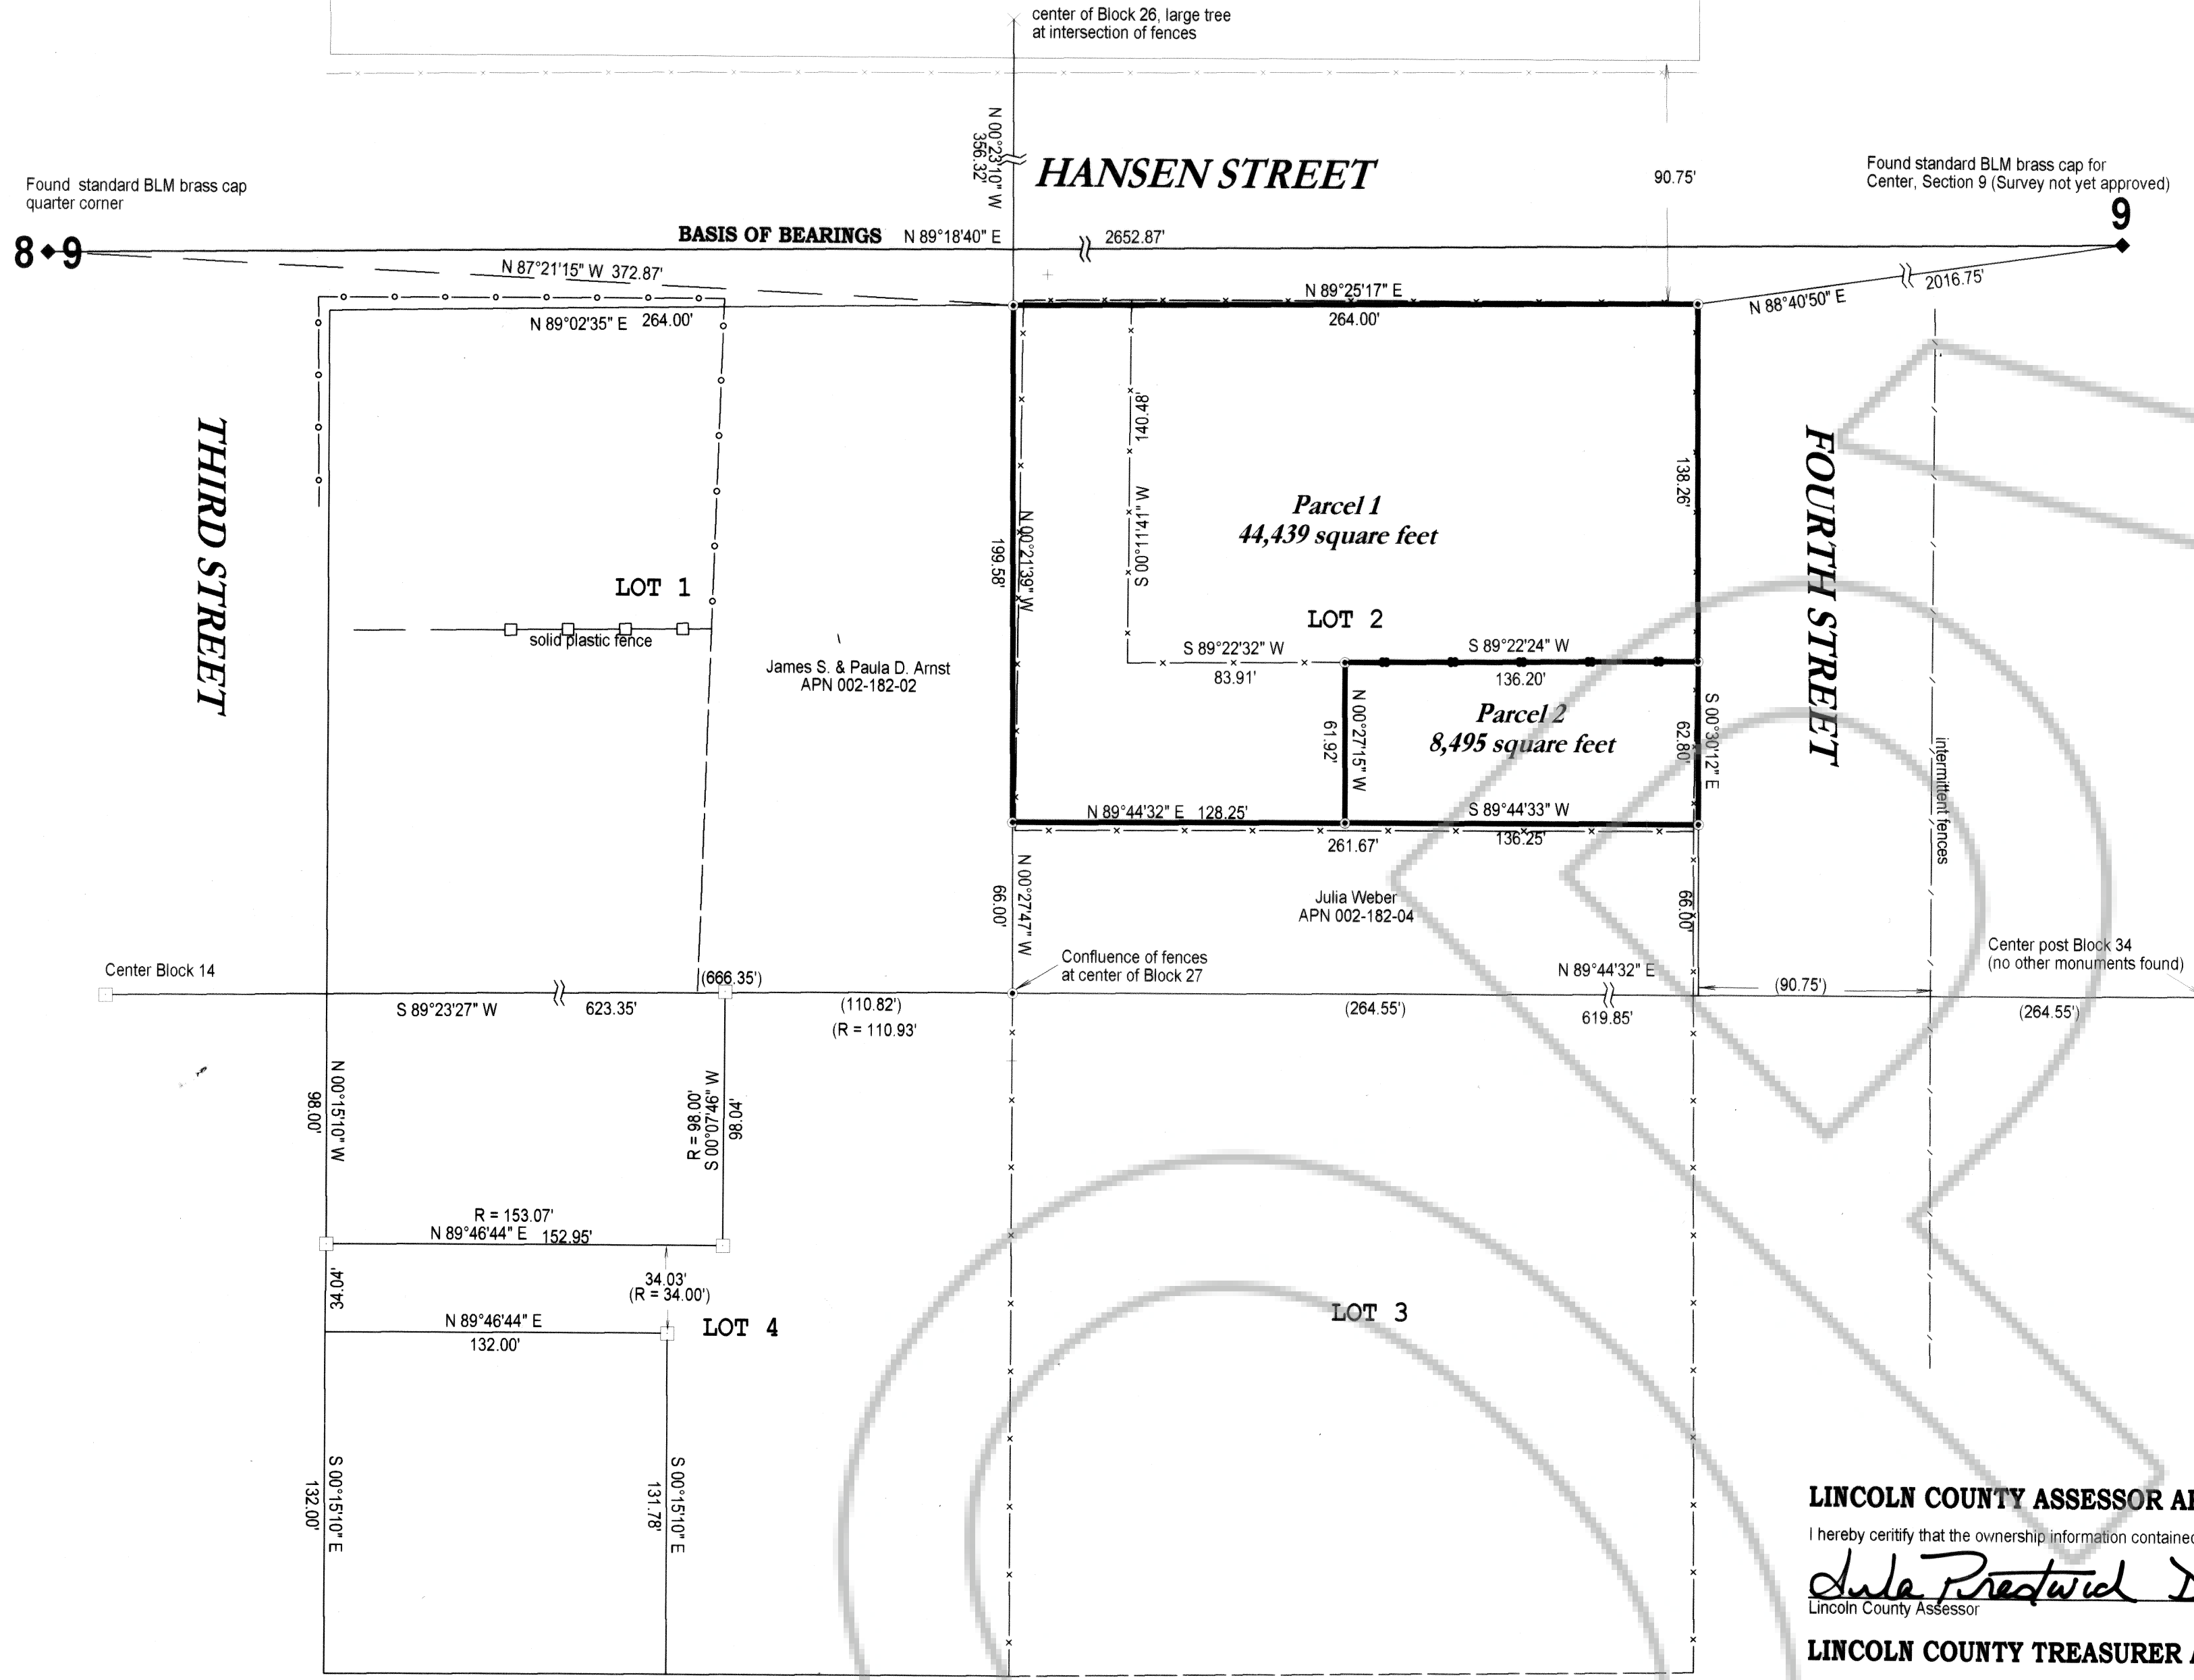 center of Block 26, large tree
at intersection of fences
N 00°23'10" W
356.32'
HANSEN STREET
90.75'
Found standard BLM brass cap for
Center, Section 9 (Survey not yet approved)
9
Found standard BLM brass cap
quarter corner
8 9
BASIS OF BEARINGS N 89°18'40" E 2652.87'
N 87°21'15" W 372.87'
N 89°02'35" E 264.00'
N 89°25'17" E
264.00'
N 88°40'50" E
2016.75'
THIRD STREET
FOURTH STREET
140.48'
S 00°11'41" W
138.26'
Parcel 1
44,439 square feet
199.58'
N 00°21'39" W
LOT 1
solid plastic fence
James S. & Paula D. Arnst
APN 002-182-02
LOT 2
S 89°22'32" W
83.91'
S 89°22'24" W
136.20'
61.92'
N 00°27'15" W
Parcel 2
8,495 square feet
62.80'
S 00°30'12" E
intermittent fences
N 89°44'32" E 128.25'
S 89°44'33" W
261.67'
136.25'
66.00'
N 00°27'47" W
Julia Weber
APN 002-182-04
66.00'
Confluence of fences
at center of Block 27
Center Block 14
(666.35')
N 89°44'32" E
Center post Block 34
(no other monuments found)
(90.75')
S 89°23'27" W
623.35'
(110.82')
(R = 110.93'
(264.55')
619.85'
(264.55')
98.00'
N 00°15'10" W
R = 98.00'
S 00°07'46" W
98.04'
R = 153.07'
N 89°46'44" E 152.95'
34.04'
34.03'
(R = 34.00')
N 89°46'44" E
132.00'
LOT 4
LOT 3
132.00'
S 00°15'10" E
131.78'
S 00°15'10" E
LINCOLN COUNTY ASSESSOR
I hereby ceritify that the ownership information contained
Lincoln County Assessor
LINCOLN COUNTY TREASURER